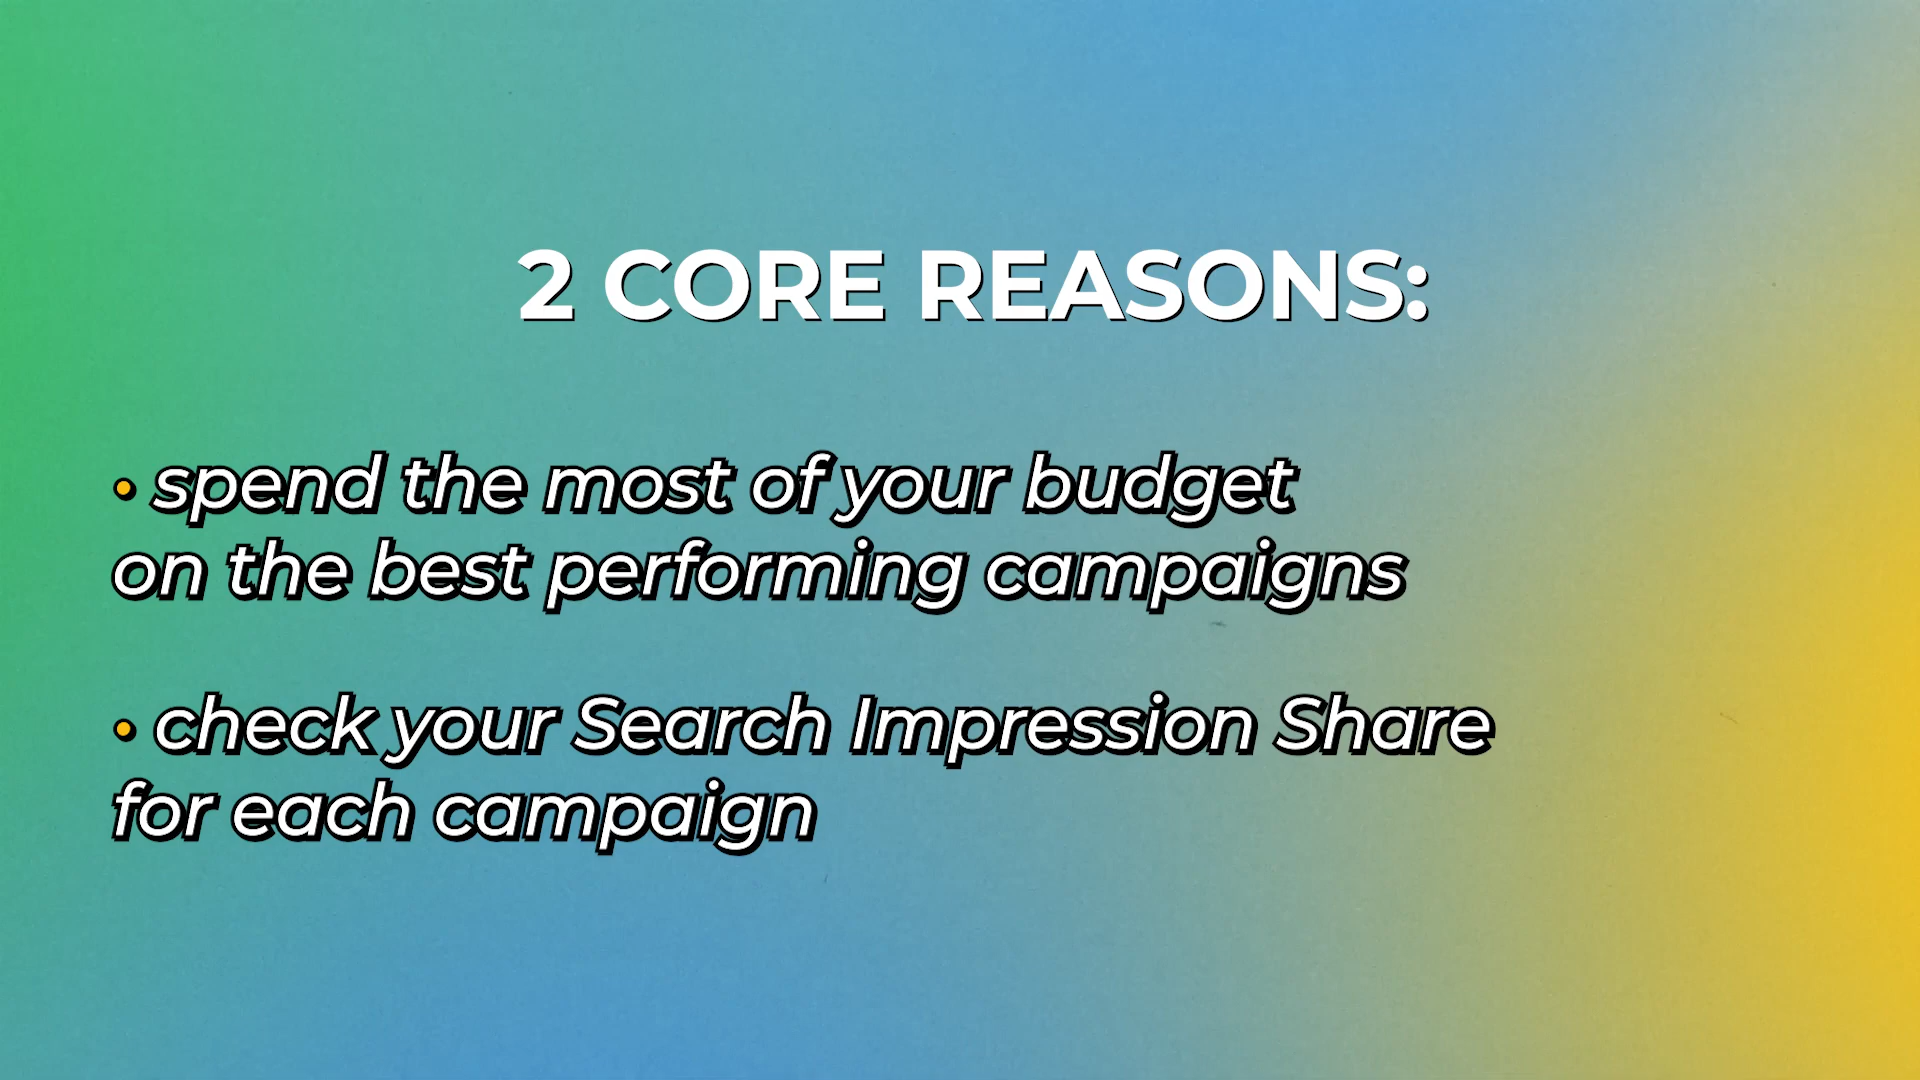 2 CORE REASONS:
• spend the most of your budget
on the best performing campaigns
• check your Search Impression Share
for each campaign